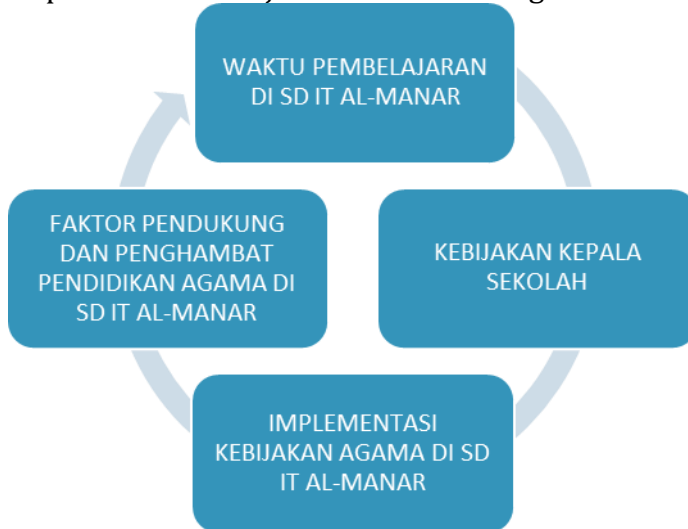 WAKTU PEMBELAJARAN
DI SD IT AL-MANAR
KEBIJAKAN KEPALA
SEKOLAH
IMPLEMENTASI
KEBIJAKAN AGAMA DI SD
IT AL-MANAR
FAKTOR PENDUKUNG
DAN PENGHAMBAT
PENDIDIKAN AGAMA DI
SD IT AL-MANAR